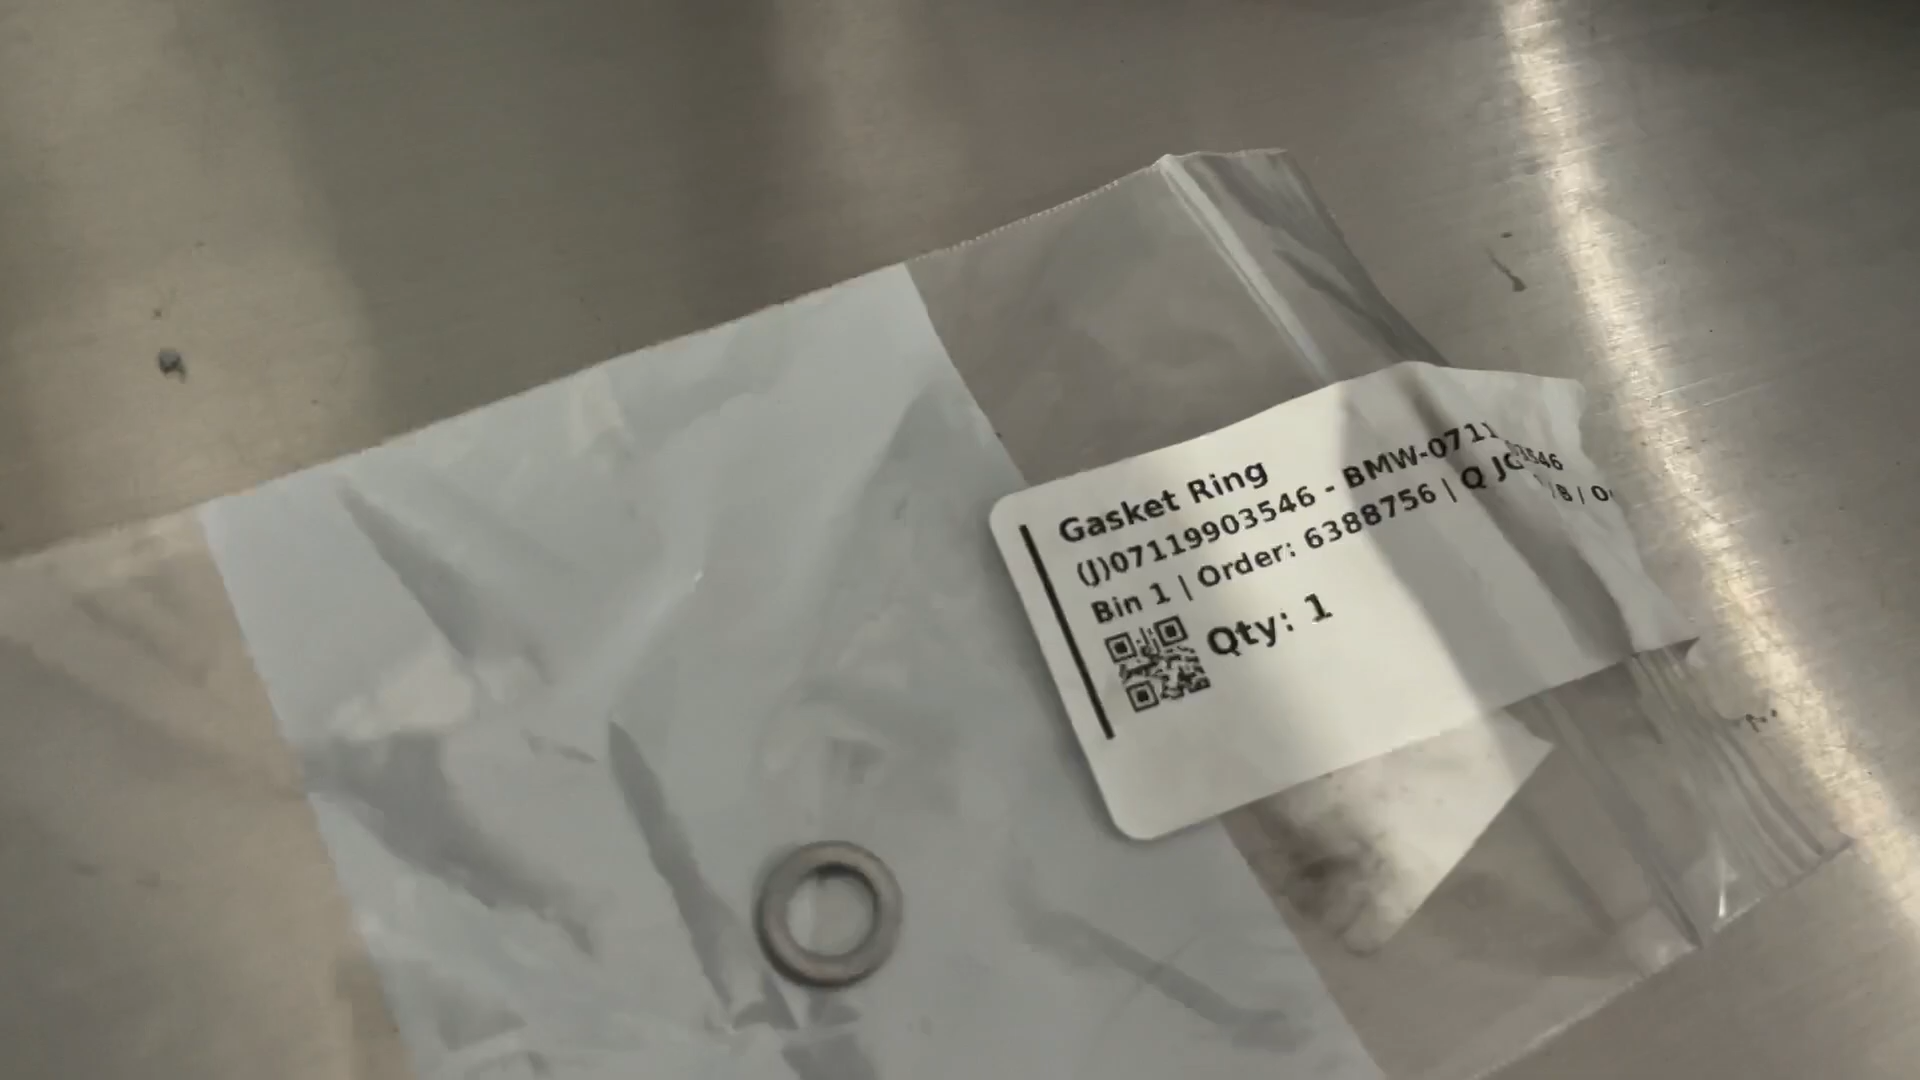 Gasket Ring
(J)07119903546 - BMW-0711
Bin 1 | Order: 6388756 | Q
Qty: 1